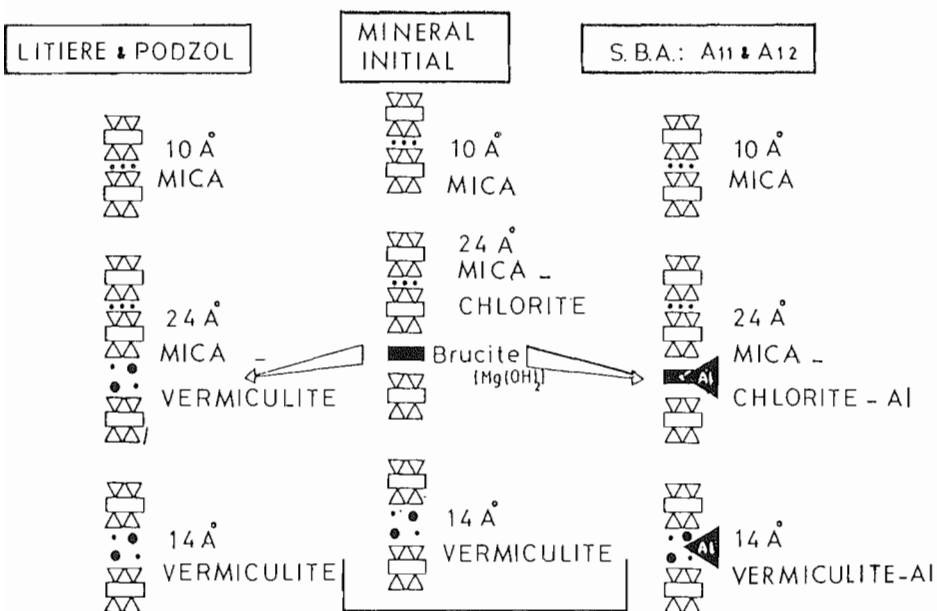 LITIERE & PODZOL
MINERAL
INITIAL
S.B.A.: A11 & A12
10 Å
MICA
24 Å
MICA –
VERMICULITE
14 Å
VERMICULITE
10 Å
MICA
24 Å
MICA –
CHLORITE
Brucite
(Mg(OH)2)
14 Å
VERMICULITE
10 Å
MICA
24 Å
MICA –
Al
CHLORITE – Al
Al
14 Å
VERMICULITE–Al